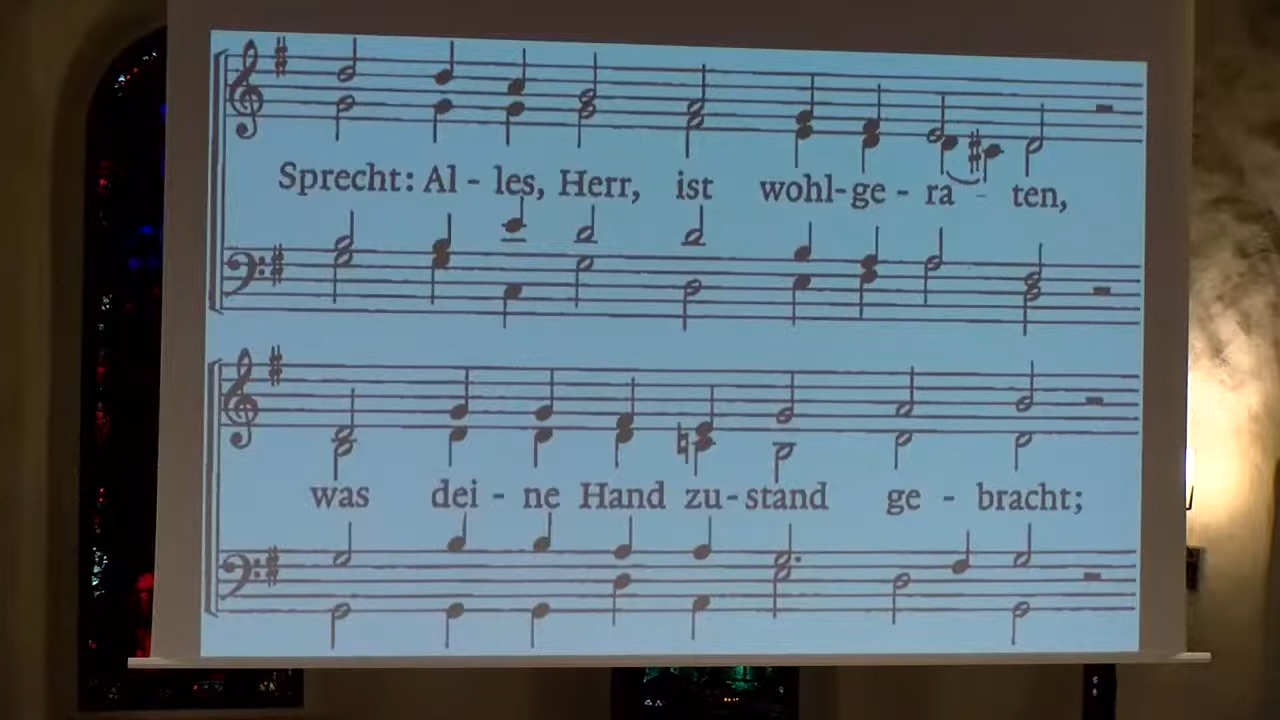 Sprecht: Al - les, Herr, ist wohl-ge - ra - ten,
was dei - ne Hand zu-stand ge - bracht;